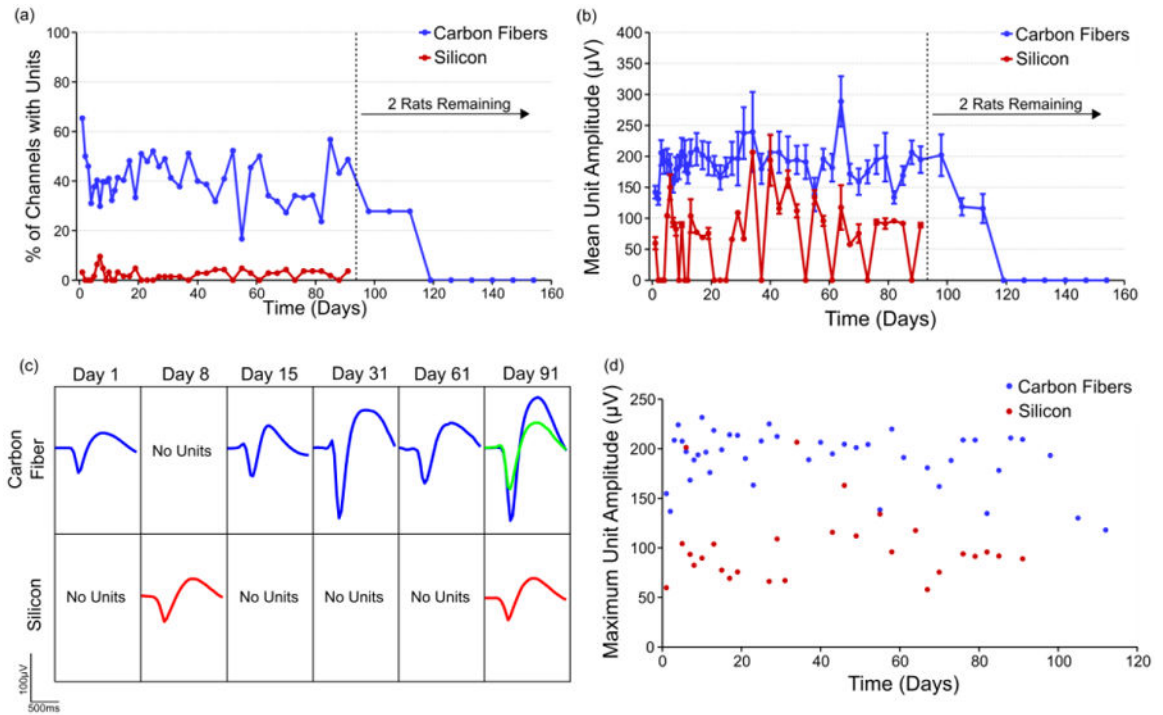 (a)
Carbon Fibers
Silicon
2 Rats Remaining
% of Channels with Units
100
80
60
40
20
0
0 20 40 60 80 100 120 140 160
Time (Days)
(b)
Carbon Fibers
Silicon
2 Rats Remaining
Mean Unit Amplitude (µV)
400
350
300
250
200
150
100
50
0
0 20 40 60 80 100 120 140 160
Time (Days)
(c)
Day 1 Day 8 Day 15 Day 31 Day 61 Day 91
Carbon
Fiber
No Units
Silicon
No Units No Units No Units No Units
100µV
500ms
(d)
Carbon Fibers
Silicon
Maximum Unit Amplitude (µV)
250
200
150
100
50
0
0 20 40 60 80 100 120
Time (Days)